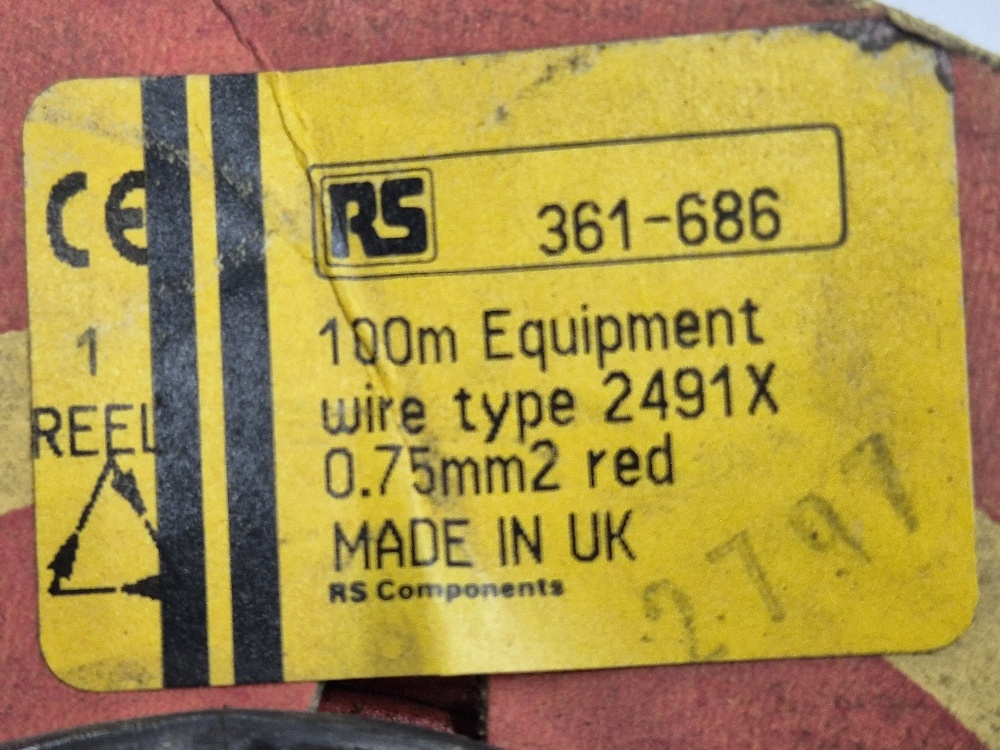 CE
1
REEL
RS 361-686
100m Equipment
wire type 2491X
0.75mm2 red
MADE IN UK
RS Components
2797